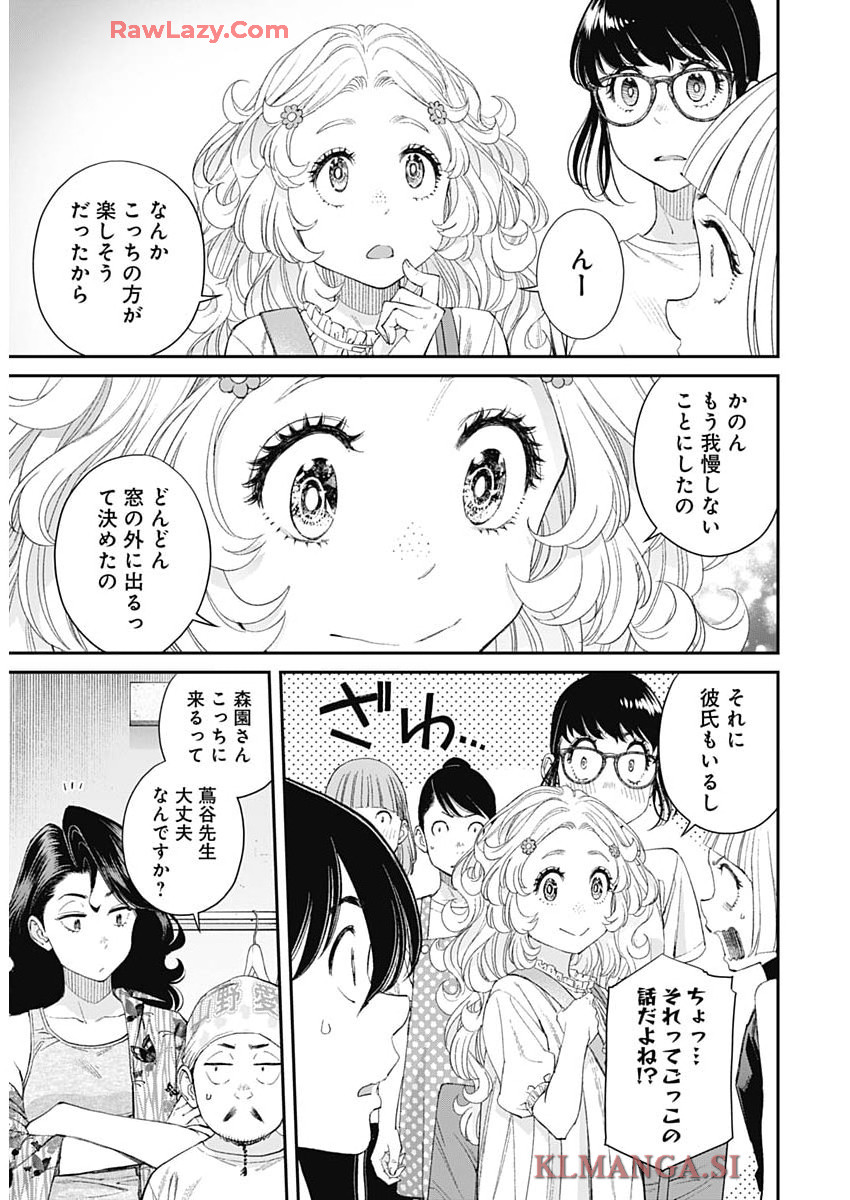 RawLazy.Com
んー
なんか
こっちの方が
楽しそう
だったから
かのん
もう我慢しない
ことにしたの
どんどん
窓の外に出るっ
て決めたの
それに
彼氏もいるし
ざわ…
ちょっ…
それってごっこの
話だよね!?
森園さん
こっちに
来るって
蔦谷先生
大丈夫
なんですか?
野愛
KLMANGA.SI